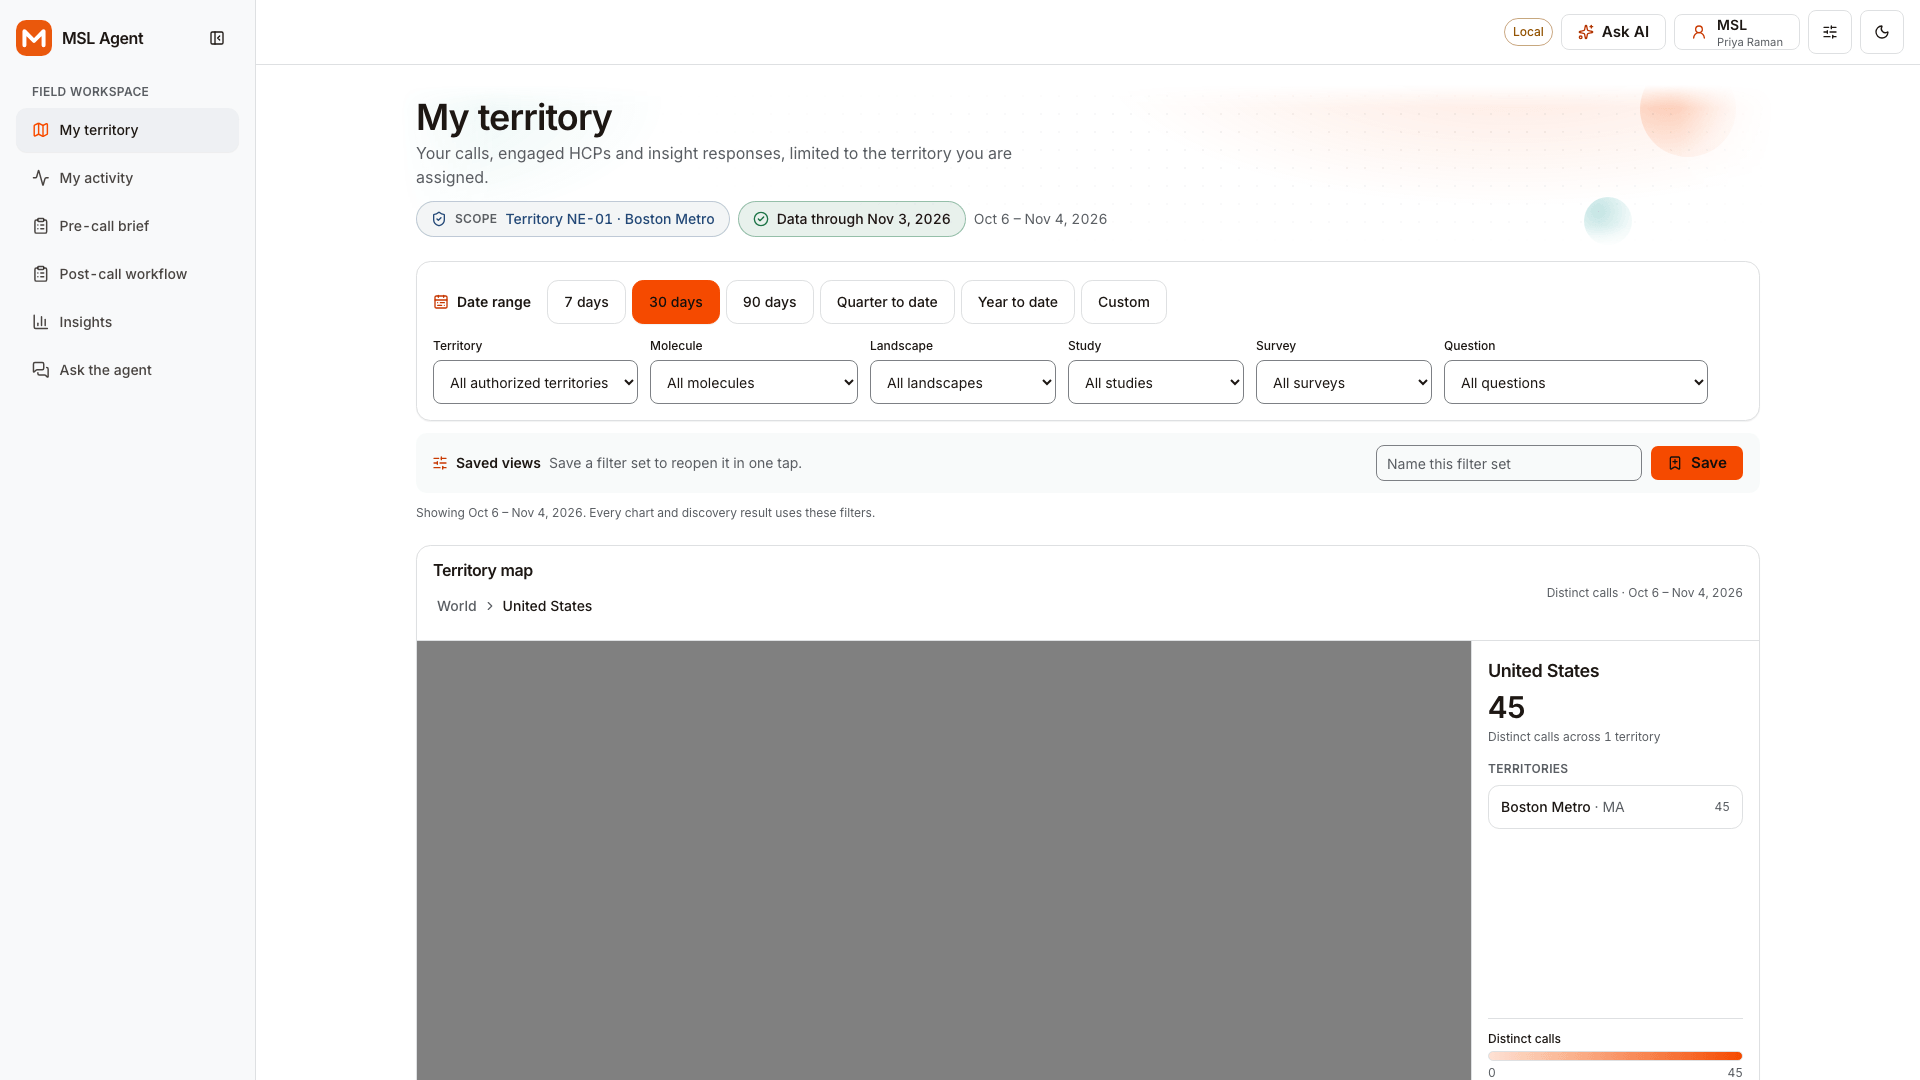 MSL Agent
FIELD WORKSPACE
My territory
My activity
Pre-call brief
Post-call workflow
Insights
Ask the agent
Local
Ask AI
MSL
Priya Raman
My territory
Your calls, engaged HCPs and insight responses, limited to the territory you are
assigned.
SCOPE Territory NE-01 · Boston Metro
Data through Nov 3, 2026
Oct 6 – Nov 4, 2026
Date range
7 days
30 days
90 days
Quarter to date
Year to date
Custom
Territory
Molecule
Landscape
Study
Survey
Question
All authorized territories
All molecules
All landscapes
All studies
All surveys
All questions
Saved views Save a filter set to reopen it in one tap.
Name this filter set
Save
Showing Oct 6 – Nov 4, 2026. Every chart and discovery result uses these filters.
Territory map
World
United States
Distinct calls · Oct 6 – Nov 4, 2026
United States
45
Distinct calls across 1 territory
TERRITORIES
Boston Metro · MA 45
Distinct calls
0 45